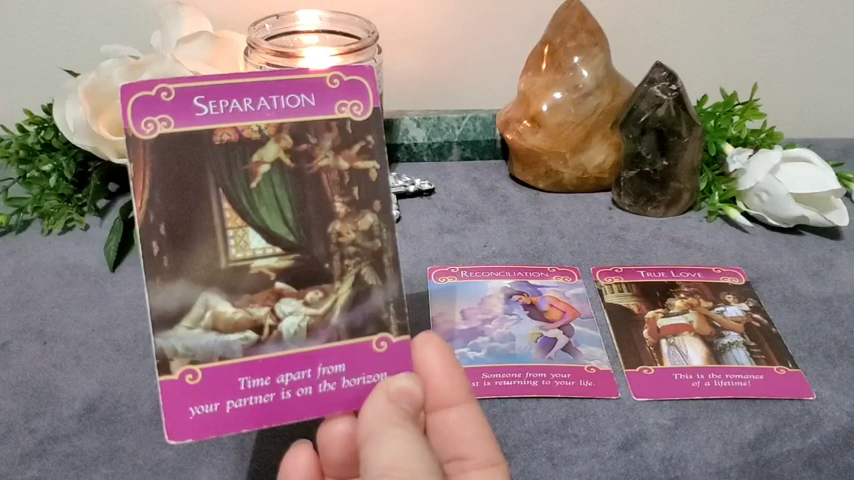 SEPARATION
Time apart from
your partner is on the horizon.
RECONCILIATION
Someone from your
st is returning to your life.
TRUE LOVE
This is the romance
of a lifetime!